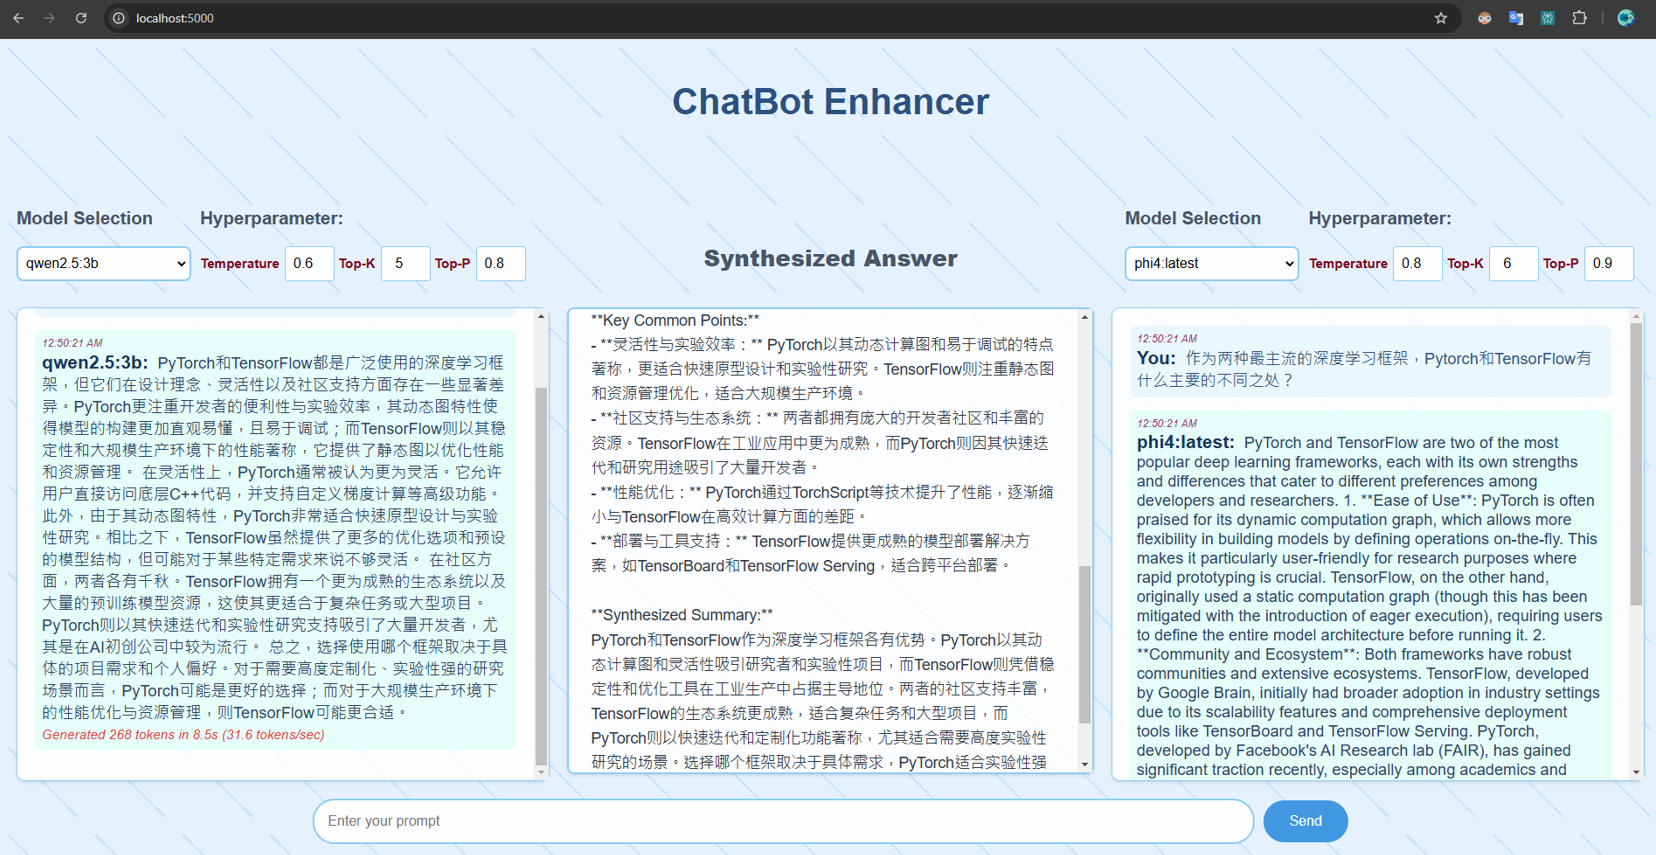 localhost:5000
ChatBot Enhancer
Model Selection
Hyperparameter:
qwen2.5:3b
Temperature 0.6 Top-K 5 Top-P 0.8
12:50:21 AM
qwen2.5:3b: PyTorch和TensorFlow都是广泛使用的深度学习框
架，但它们在设计理念、灵活性以及社区支持方面存在一些显著差
异。PyTorch更注重开发者的便利性与实验效率，其动态图特性使
得模型的构建更加直观易懂，且易于调试；而TensorFlow则以其稳
定性和大规模生产环境下的性能著称，它提供了静态图以优化性能
和资源管理。 在灵活性上，PyTorch通常被认为更为灵活。它允许
用户直接访问底层C++代码，并支持自定义梯度计算等高级功能。
此外，由于其动态图特性，PyTorch非常适合快速原型设计与实验
性研究。相比之下，TensorFlow虽然提供了更多的优化选项和预设
的模型结构，但可能对于某些特定需求来说不够灵活。 在社区方
面，两者各有千秋。TensorFlow拥有一个更为成熟的生态系统以及
大量的预训练模型资源，这使其更适合于复杂任务或大型项目。
PyTorch则以其快速迭代和实验性研究支持吸引了大量开发者，尤
其是在AI初创公司中较为流行。 总之，选择使用哪个框架取决于具
体的项目需求和个人偏好。对于需要高度定制化、实验性强的研究
场景而言，PyTorch可能是更好的选择；而对于大规模生产环境下
的性能优化与资源管理，则TensorFlow可能更合适。
Generated 268 tokens in 8.5s (31.6 tokens/sec)
Synthesized Answer
**Key Common Points:**
- **灵活性与实验效率：** PyTorch以其动态计算图和易于调试的特点
著称，更适合快速原型设计和实验性研究。TensorFlow则注重静态图
和资源管理优化，适合大规模生产环境。
- **社区支持与生态系统：** 两者都拥有庞大的开发者社区和丰富的
资源。TensorFlow在工业应用中更为成熟，而PyTorch则因其快速迭
代和研究用途吸引了大量开发者。
- **性能优化：** PyTorch通过TorchScript等技术提升了性能，逐渐缩
小与TensorFlow在高效计算方面的差距。
- **部署与工具支持：** TensorFlow提供更成熟的模型部署解决方
案，如TensorBoard和TensorFlow Serving，适合跨平台部署。
**Synthesized Summary:**
PyTorch和TensorFlow作为深度学习框架各有优势。PyTorch以其动
态计算图和灵活性吸引研究者和实验性项目，而TensorFlow则凭借稳
定性和优化工具在工业生产中占据主导地位。两者的社区支持丰富，
TensorFlow的生态系统更成熟，适合复杂任务和大型项目，而
PyTorch则以快速迭代和定制化功能著称，尤其适合需要高度实验性
研究的场景。选择哪个框架取决于具体需求，PyTorch适合实验性强
Model Selection
Hyperparameter:
phi4:latest
Temperature 0.8 Top-K 6 Top-P 0.9
12:50:21 AM
You: 作为两种最主流的深度学习框架，Pytorch和TensorFlow有
什么主要的不同之处？
12:50:21 AM
phi4:latest: PyTorch and TensorFlow are two of the most
popular deep learning frameworks, each with its own strengths
and differences that cater to different preferences among
developers and researchers. 1. **Ease of Use**: PyTorch is often
praised for its dynamic computation graph, which allows more
flexibility in building models by defining operations on-the-fly. This
makes it particularly user-friendly for research purposes where
rapid prototyping is crucial. TensorFlow, on the other hand,
originally used a static computation graph (though this has been
mitigated with the introduction of eager execution), requiring users
to define the entire model architecture before running it. 2.
**Community and Ecosystem**: Both frameworks have robust
communities and extensive ecosystems. TensorFlow, developed
by Google Brain, initially had broader adoption in industry settings
due to its scalability features and comprehensive deployment
tools like TensorBoard and TensorFlow Serving. PyTorch,
developed by Facebook's AI Research lab (FAIR), has gained
significant traction recently, especially among academics and
Enter your prompt
Send